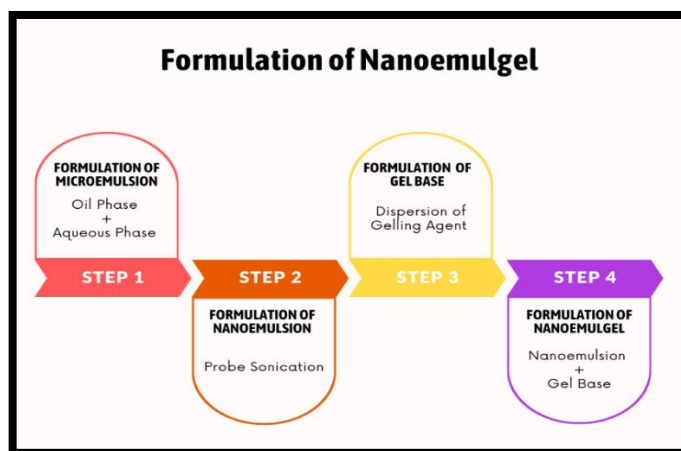 Formulation of Nanoemulgel
FORMULATION OF
MICROEMULSION
Oil Phase
+
Aqueous Phase
STEP 1
STEP 2
FORMULATION OF
NANOEMULSION
Probe Sonication
FORMULATION OF
GEL BASE
Dispersion of
Gelling Agent
STEP 3
STEP 4
FORMULATION OF
NANOEMULGEL
Nanoemulsion
+
Gel Base